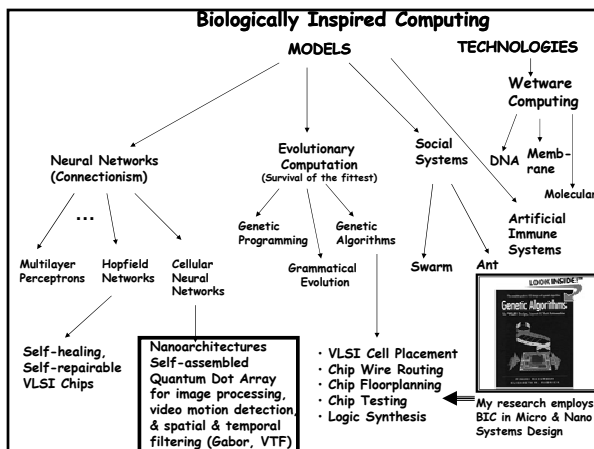 Biologically Inspired Computing
MODELS
TECHNOLOGIES
Wetware
Computing
DNA
Memb-
rane
Molecular
Neural Networks
(Connectionism)
Evolutionary
Computation
(Survival of the fittest)
Social
Systems
Artificial
Immune
Systems
...
Multilayer
Perceptrons
Hopfield
Networks
Cellular
Neural
Networks
Genetic
Programming
Grammatical
Evolution
Genetic
Algorithms
Swarm
Ant
Self-healing,
Self-repairable
VLSI Chips
Nanoarchitectures
Self-assembled
Quantum Dot Array
for image processing,
video motion detection,
& spatial & temporal
filtering (Gabor, VTF)
· VLSI Cell Placement
· Chip Wire Routing
· Chip Floorplanning
· Chip Testing
· Logic Synthesis
LOOK INSIDE!™
Genetic Algorithms
My research employs
BIC in Micro & Nano
Systems Design